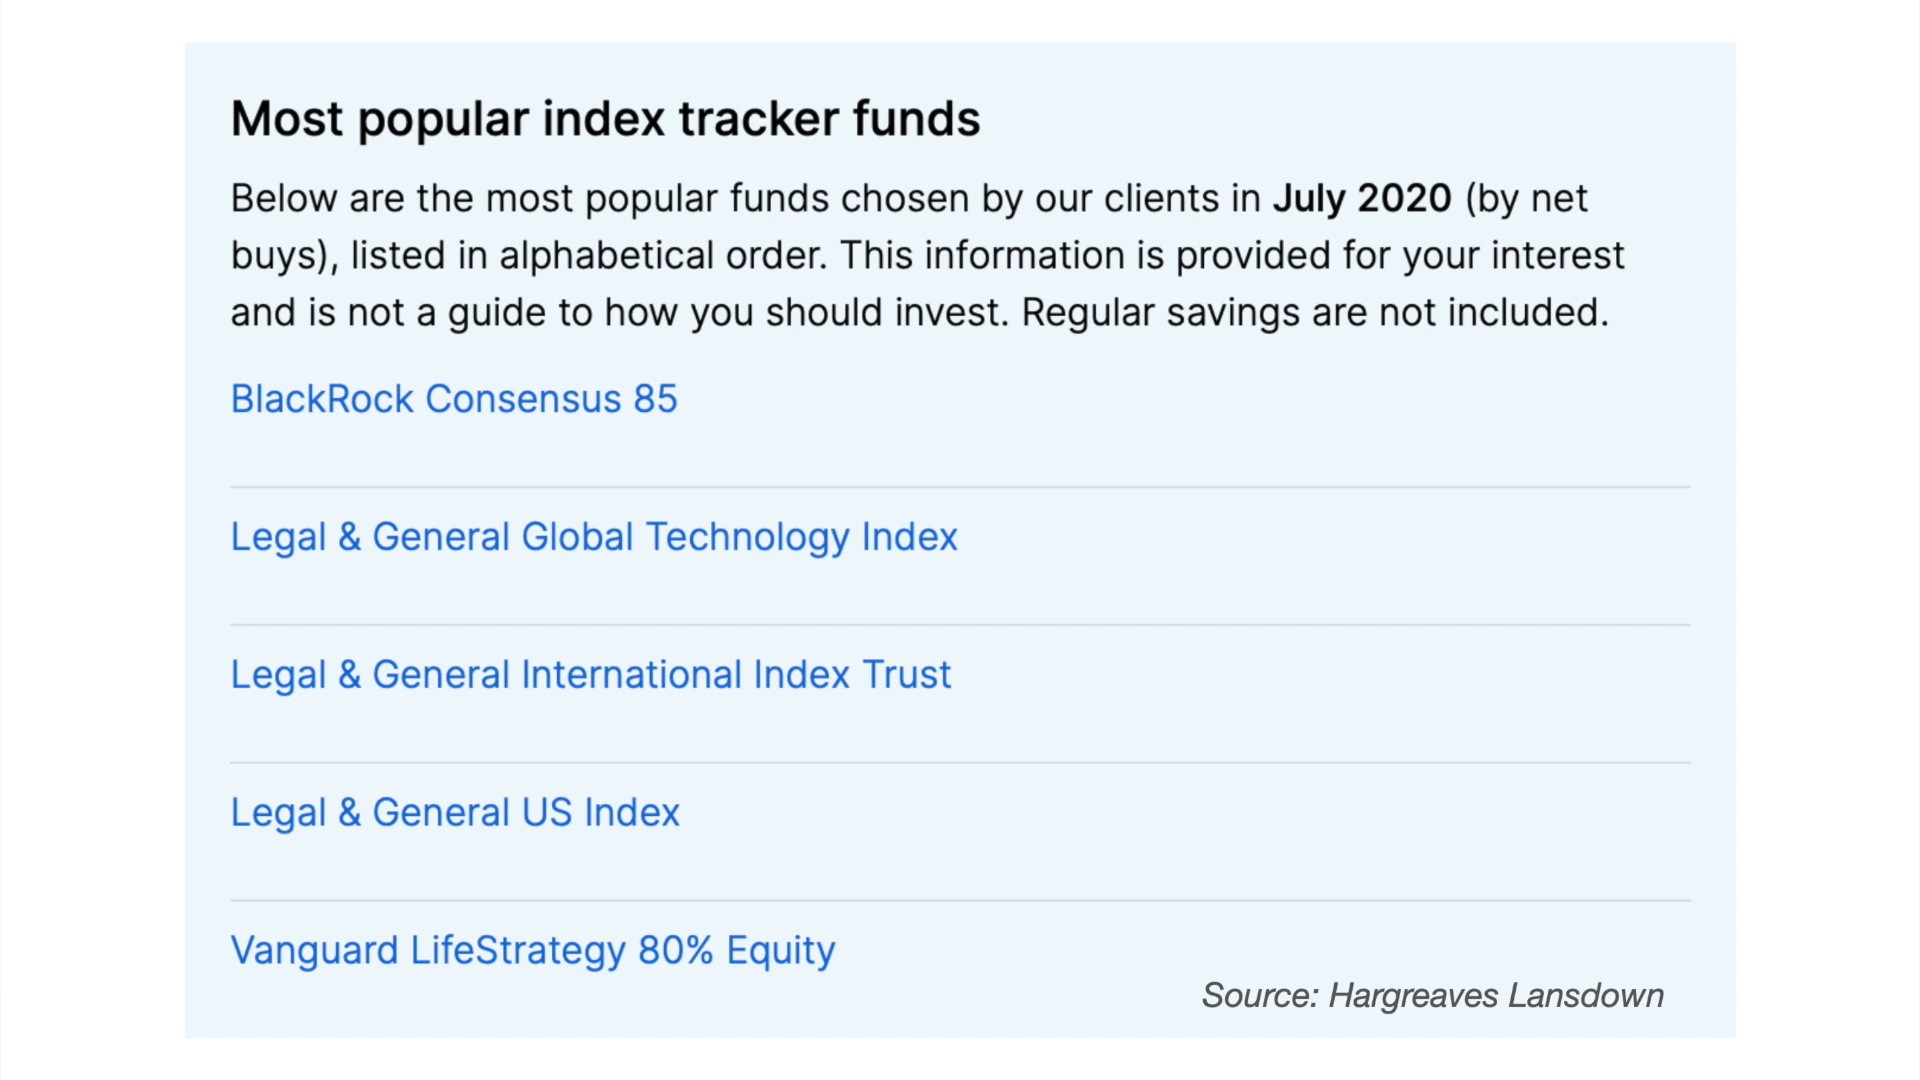 Most popular index tracker funds
Below are the most popular funds chosen by our clients in July 2020 (by net
buys), listed in alphabetical order. This information is provided for your interest
and is not a guide to how you should invest. Regular savings are not included.
BlackRock Consensus 85
Legal & General Global Technology Index
Legal & General International Index Trust
Legal & General US Index
Vanguard LifeStrategy 80% Equity
Source: Hargreaves Lansdown